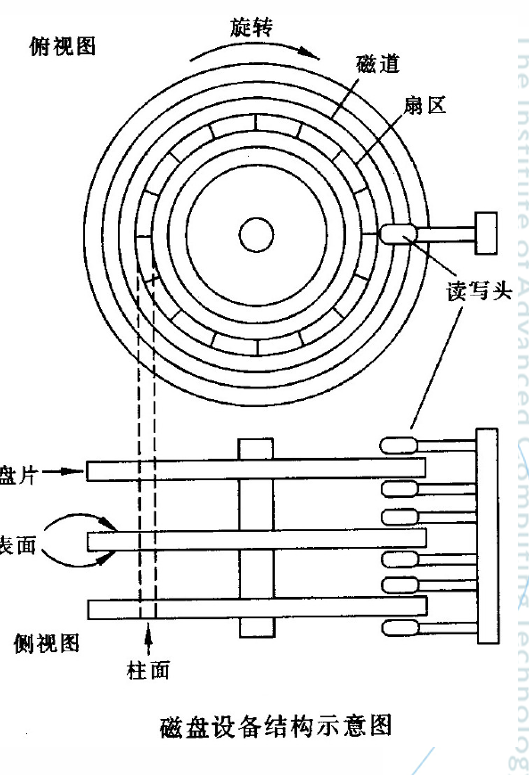 俯视图
旋转
磁道
扇区
读写头
盘片
表面
侧视图
柱面
磁盘设备结构示意图
The Institute of Advanced Computing Technolog